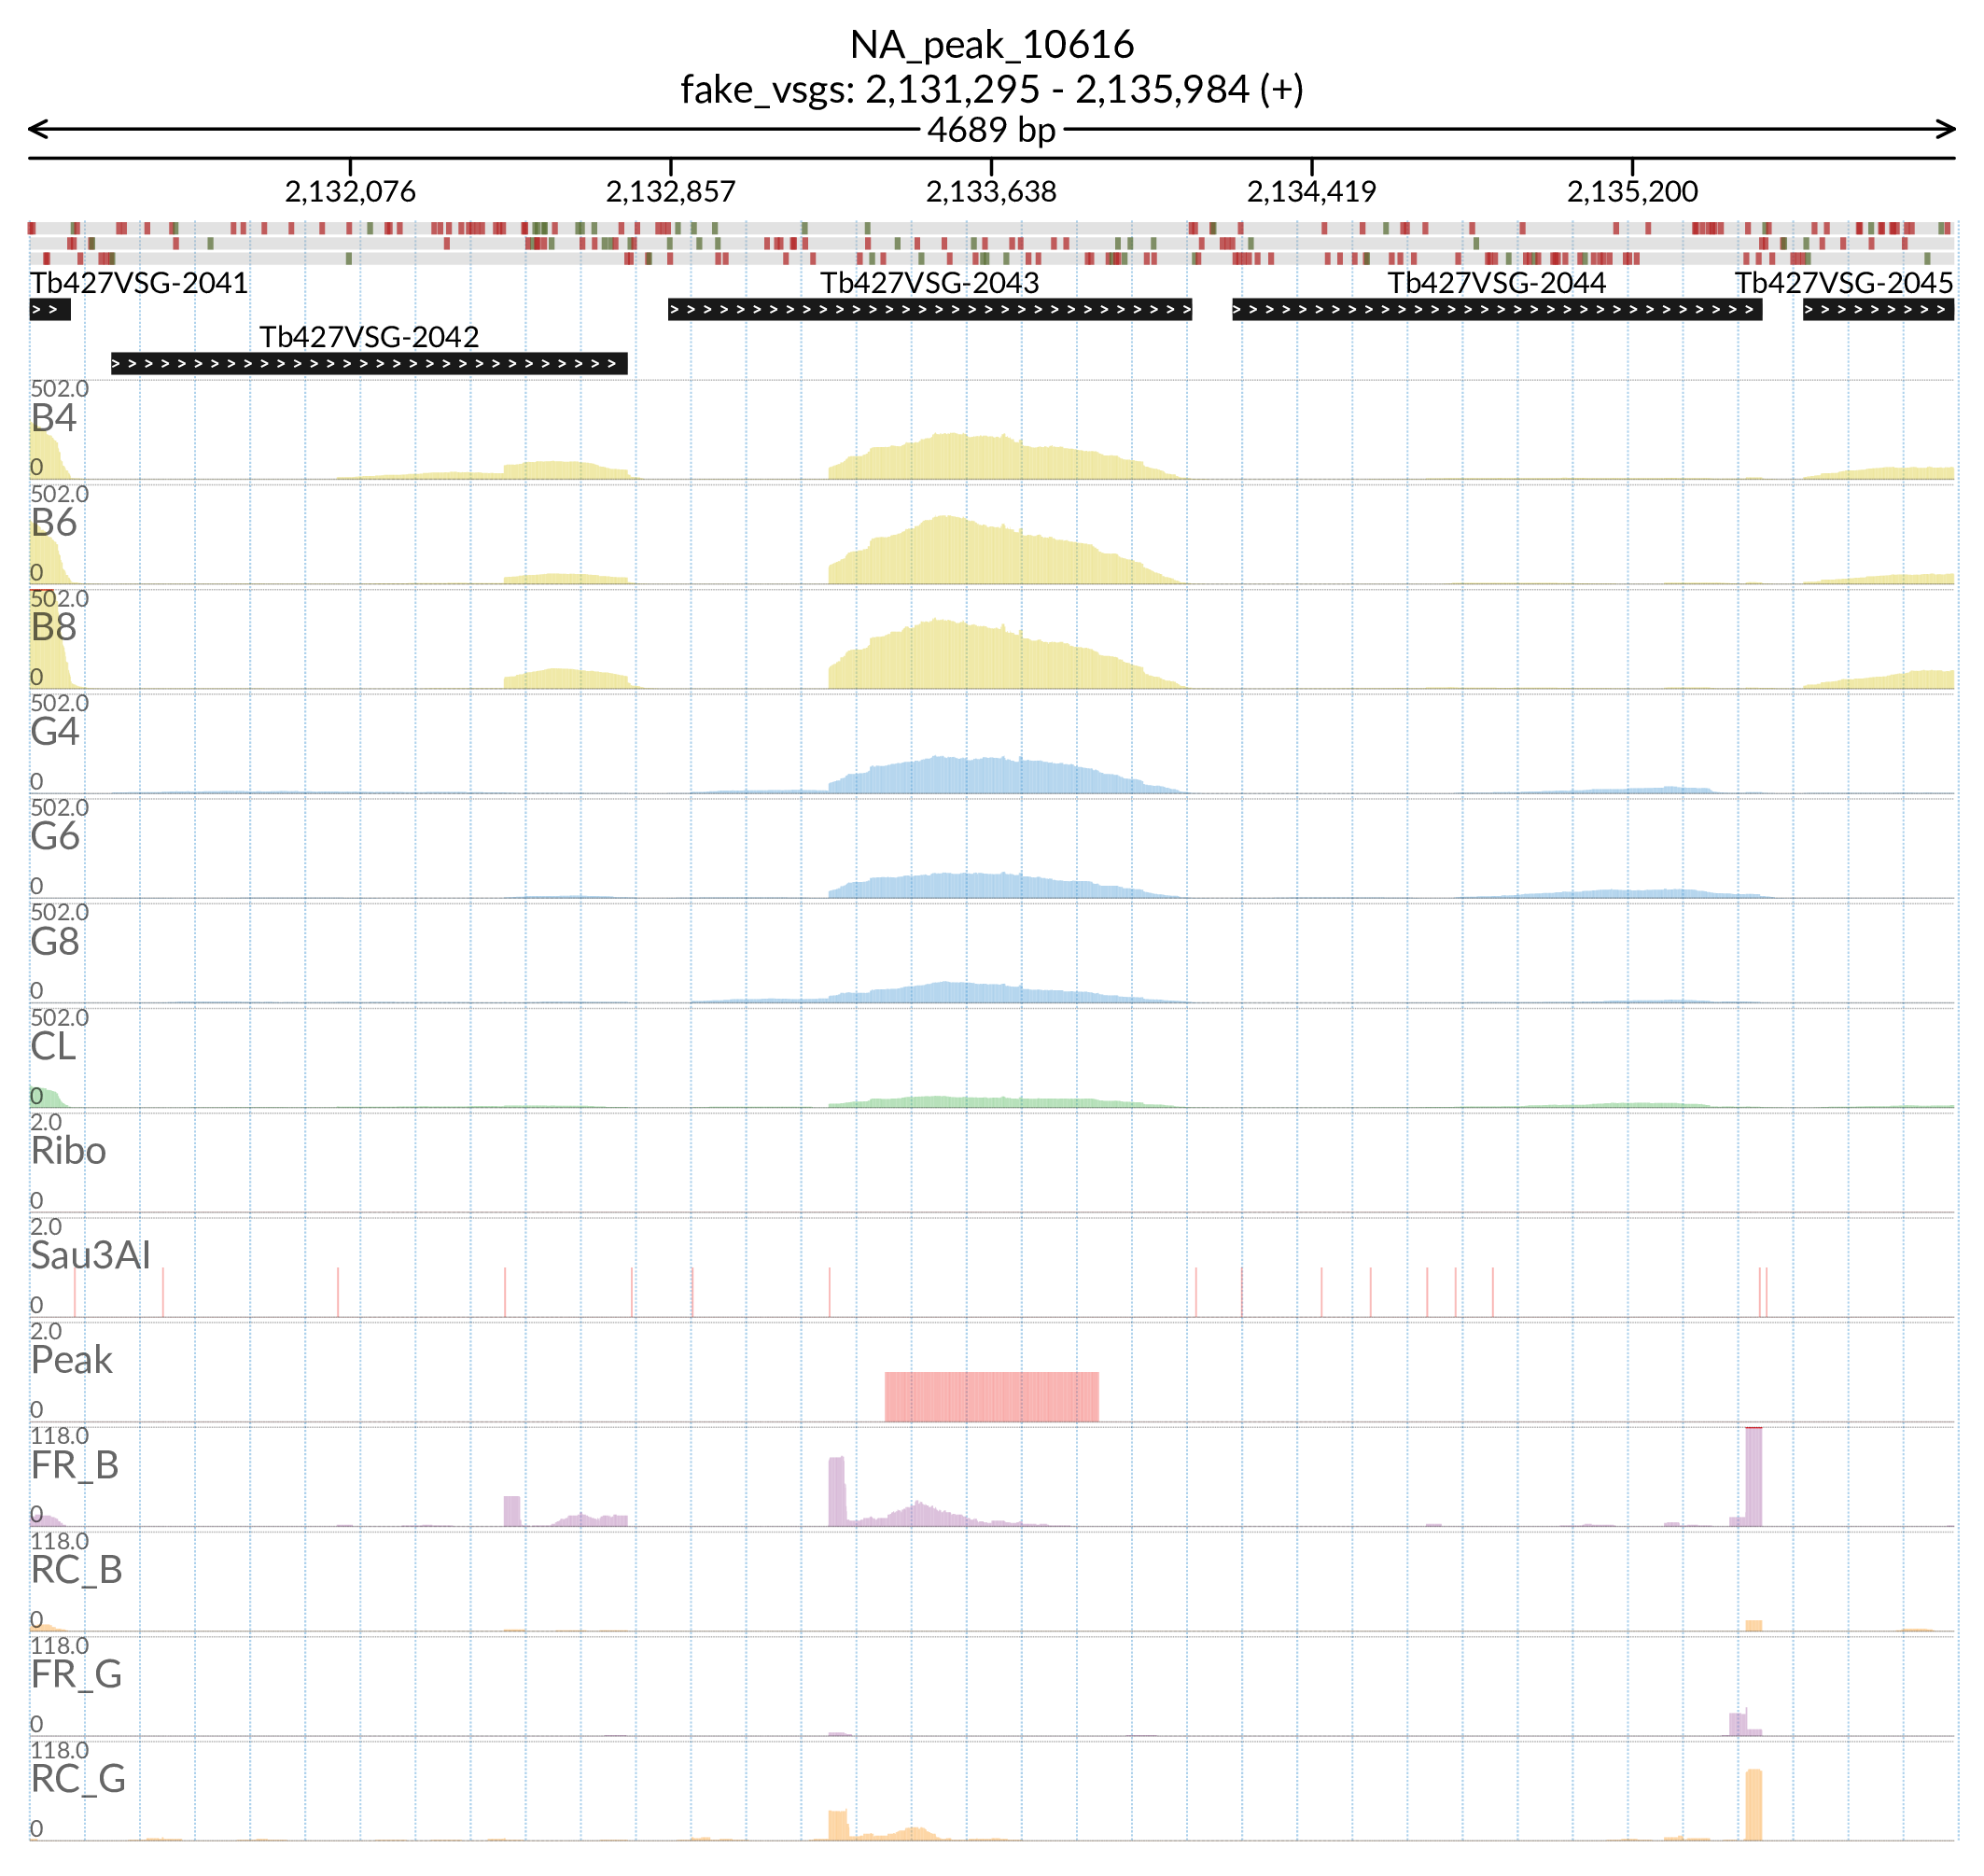 NA_peak_10616
fake_vsgs: 2,131,295 - 2,135,984 (+)
4689 bp
2,132,076 2,132,857 2,133,638 2,134,419 2,135,200
Tb427VSG-2041 Tb427VSG-2043 Tb427VSG-2044 Tb427VSG-2045
Tb427VSG-2042
502.0
B4
0
502.0
B6
0
502.0
B8
0
502.0
G4
0
502.0
G6
0
502.0
G8
0
502.0
CL
0
2.0
Ribo
0
2.0
Sau3AI
0
2.0
Peak
0
118.0
FR_B
0
118.0
RC_B
0
118.0
FR_G
0
118.0
RC_G
0